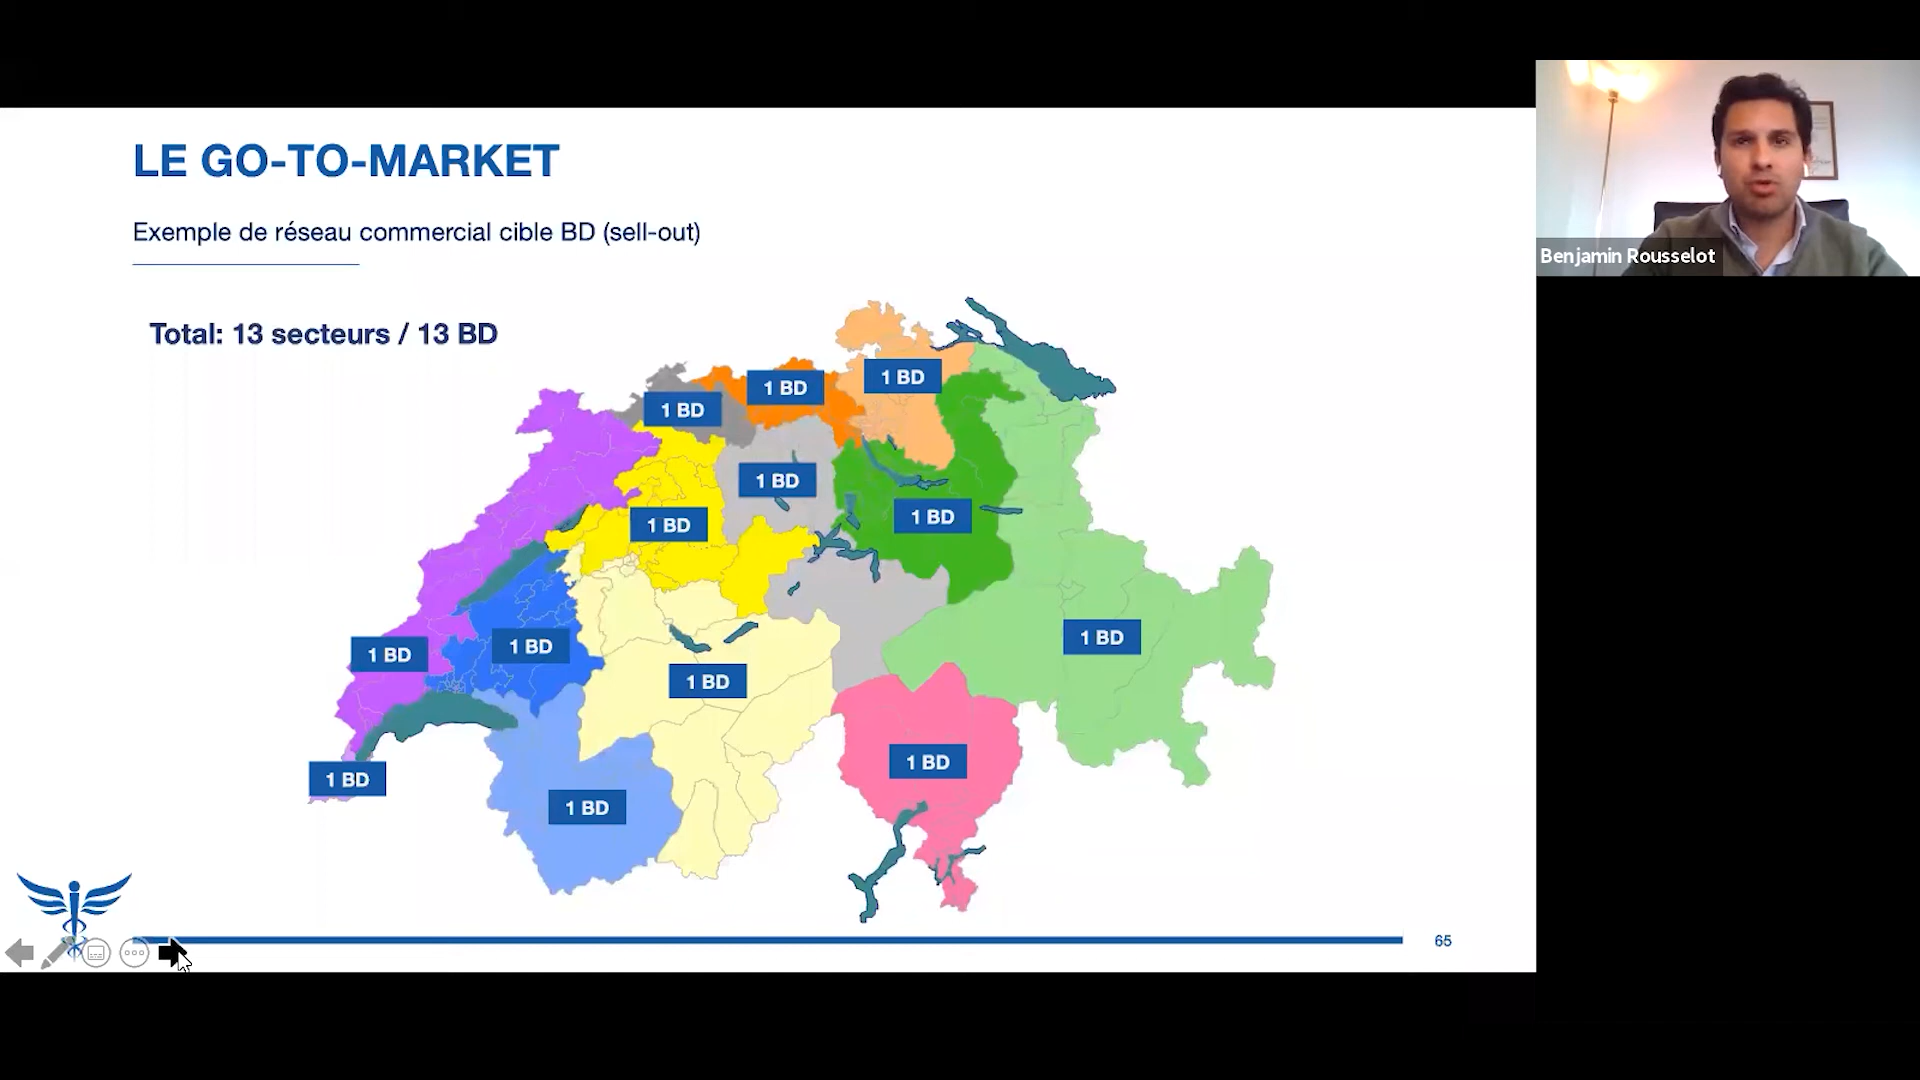 LE GO-TO-MARKET
Exemple de réseau commercial cible BD (sell-out)
Total: 13 secteurs / 13 BD
1 BD
1 BD
1 BD
1 BD
1 BD
1 BD
1 BD
1 BD
1 BD
1 BD
1 BD
1 BD
1 BD
65
Benjamin Rousselot